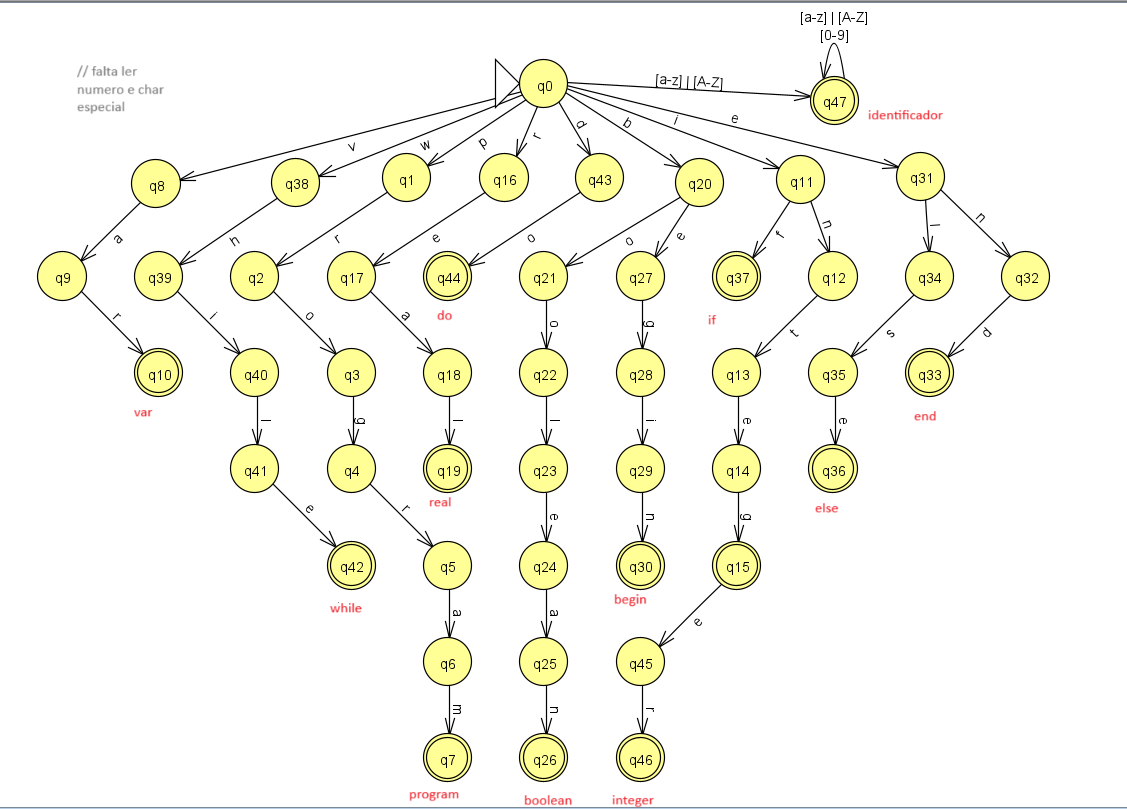 [a-z] | [A-Z]
[0-9]
// falta ler
numero e char
especial
q0
[a-z] | [A-Z]
q47
identificador
v
w
p
r
d
b
i
e
q8
q38
q1
q16
q43
q20
q11
q31
a
h
r
e
o
o
e
f
n
l
n
q9
q39
q2
q17
q44
q21
q27
q37
q12
q34
q32
do
if
r
i
o
a
o
g
t
s
d
q10
q40
q3
q18
q22
q28
q13
q35
q33
var
end
l
g
l
l
i
e
e
q41
q4
q19
q23
q29
q14
q36
real
else
e
r
e
n
g
q42
q5
q24
q30
q15
while
begin
a
a
e
q6
q25
q45
m
n
r
q7
q26
q46
program
boolean
integer